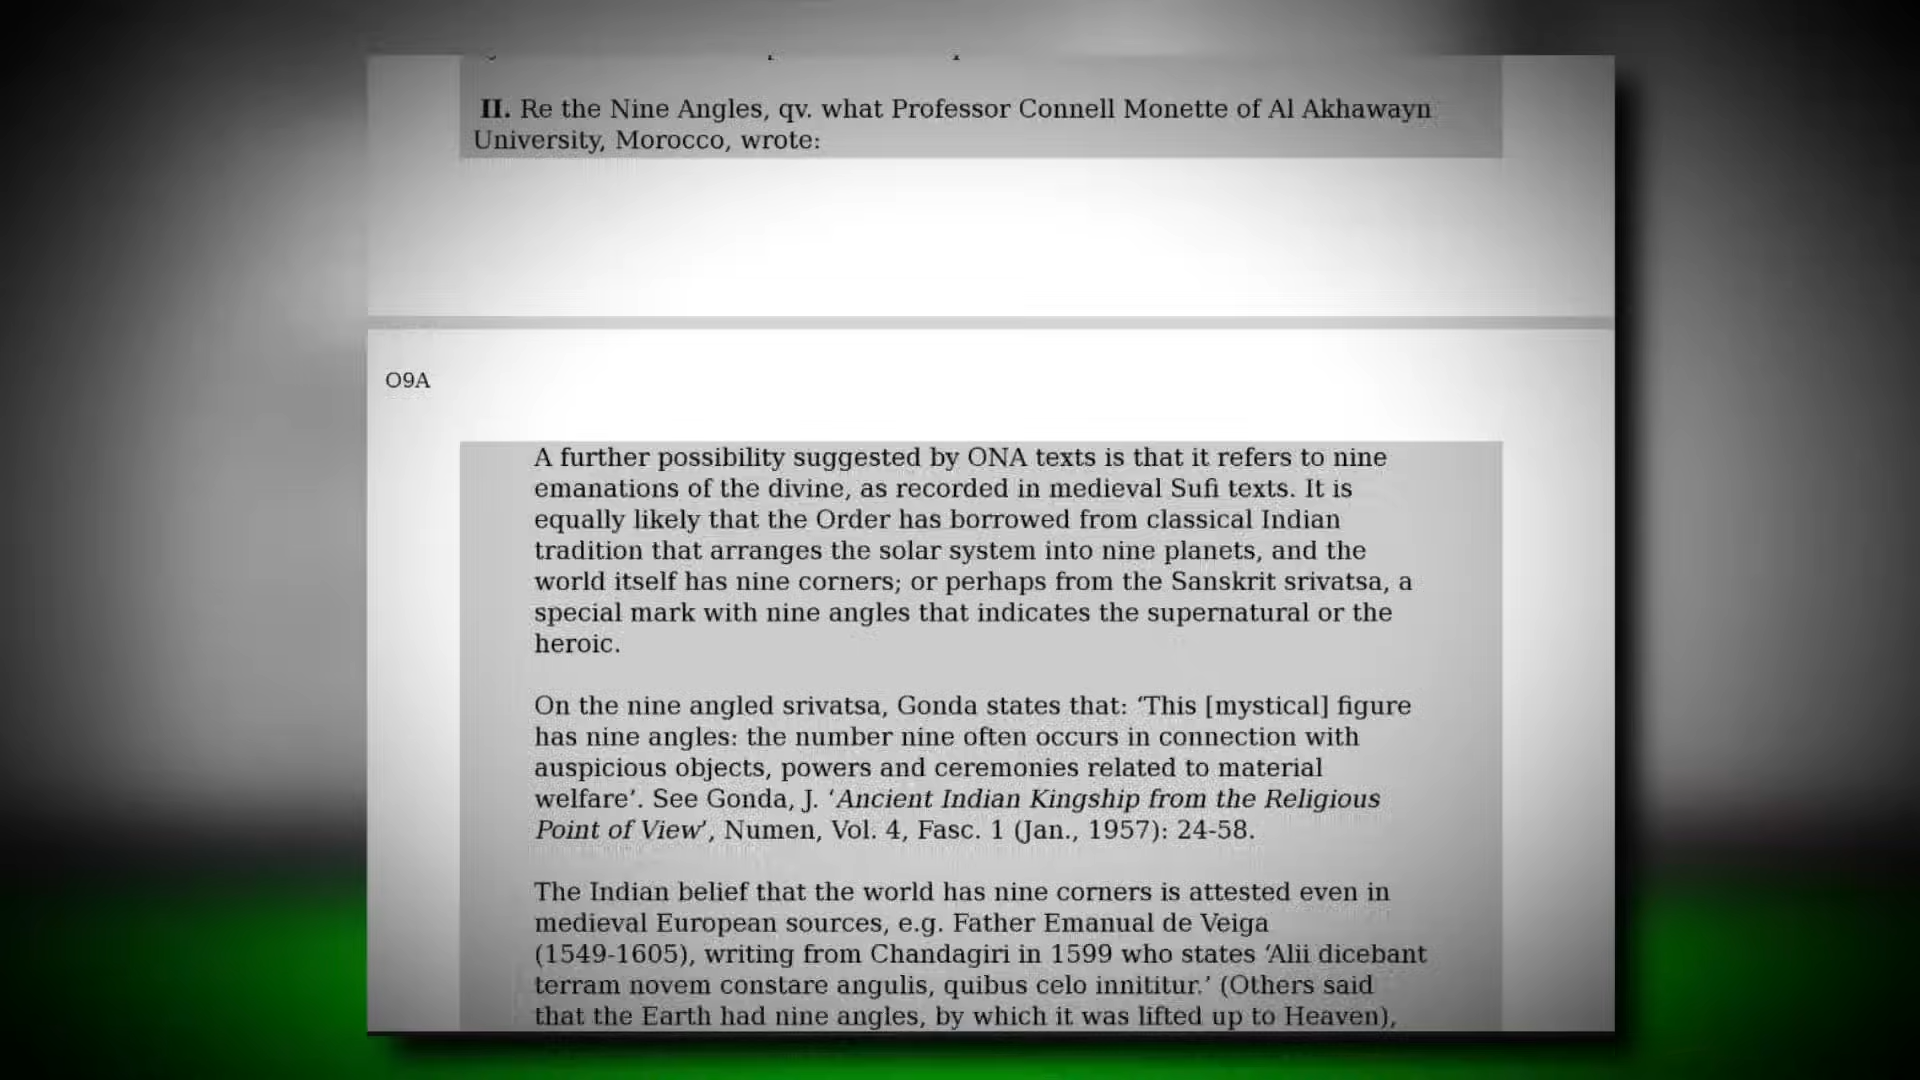 II. Re the Nine Angles, qv. what Professor Connell Monette of Al Akhawayn
University, Morocco, wrote:
O9A
A further possibility suggested by ONA texts is that it refers to nine
emanations of the divine, as recorded in medieval Sufi texts. It is
equally likely that the Order has borrowed from classical Indian
tradition that arranges the solar system into nine planets, and the
world itself has nine corners; or perhaps from the Sanskrit srivatsa, a
special mark with nine angles that indicates the supernatural or the
heroic.
On the nine angled srivatsa, Gonda states that: ‘This [mystical] figure
has nine angles: the number nine often occurs in connection with
auspicious objects, powers and ceremonies related to material
welfare’. See Gonda, J. ‘Ancient Indian Kingship from the Religious
Point of View’, Numen, Vol. 4, Fasc. 1 (Jan., 1957): 24-58.
The Indian belief that the world has nine corners is attested even in
medieval European sources, e.g. Father Emanual de Veiga
(1549-1605), writing from Chandagiri in 1599 who states ‘Alii dicebant
terram novem constare angulis, quibus celo innititur.’ (Others said
that the Earth had nine angles, by which it was lifted up to Heaven),